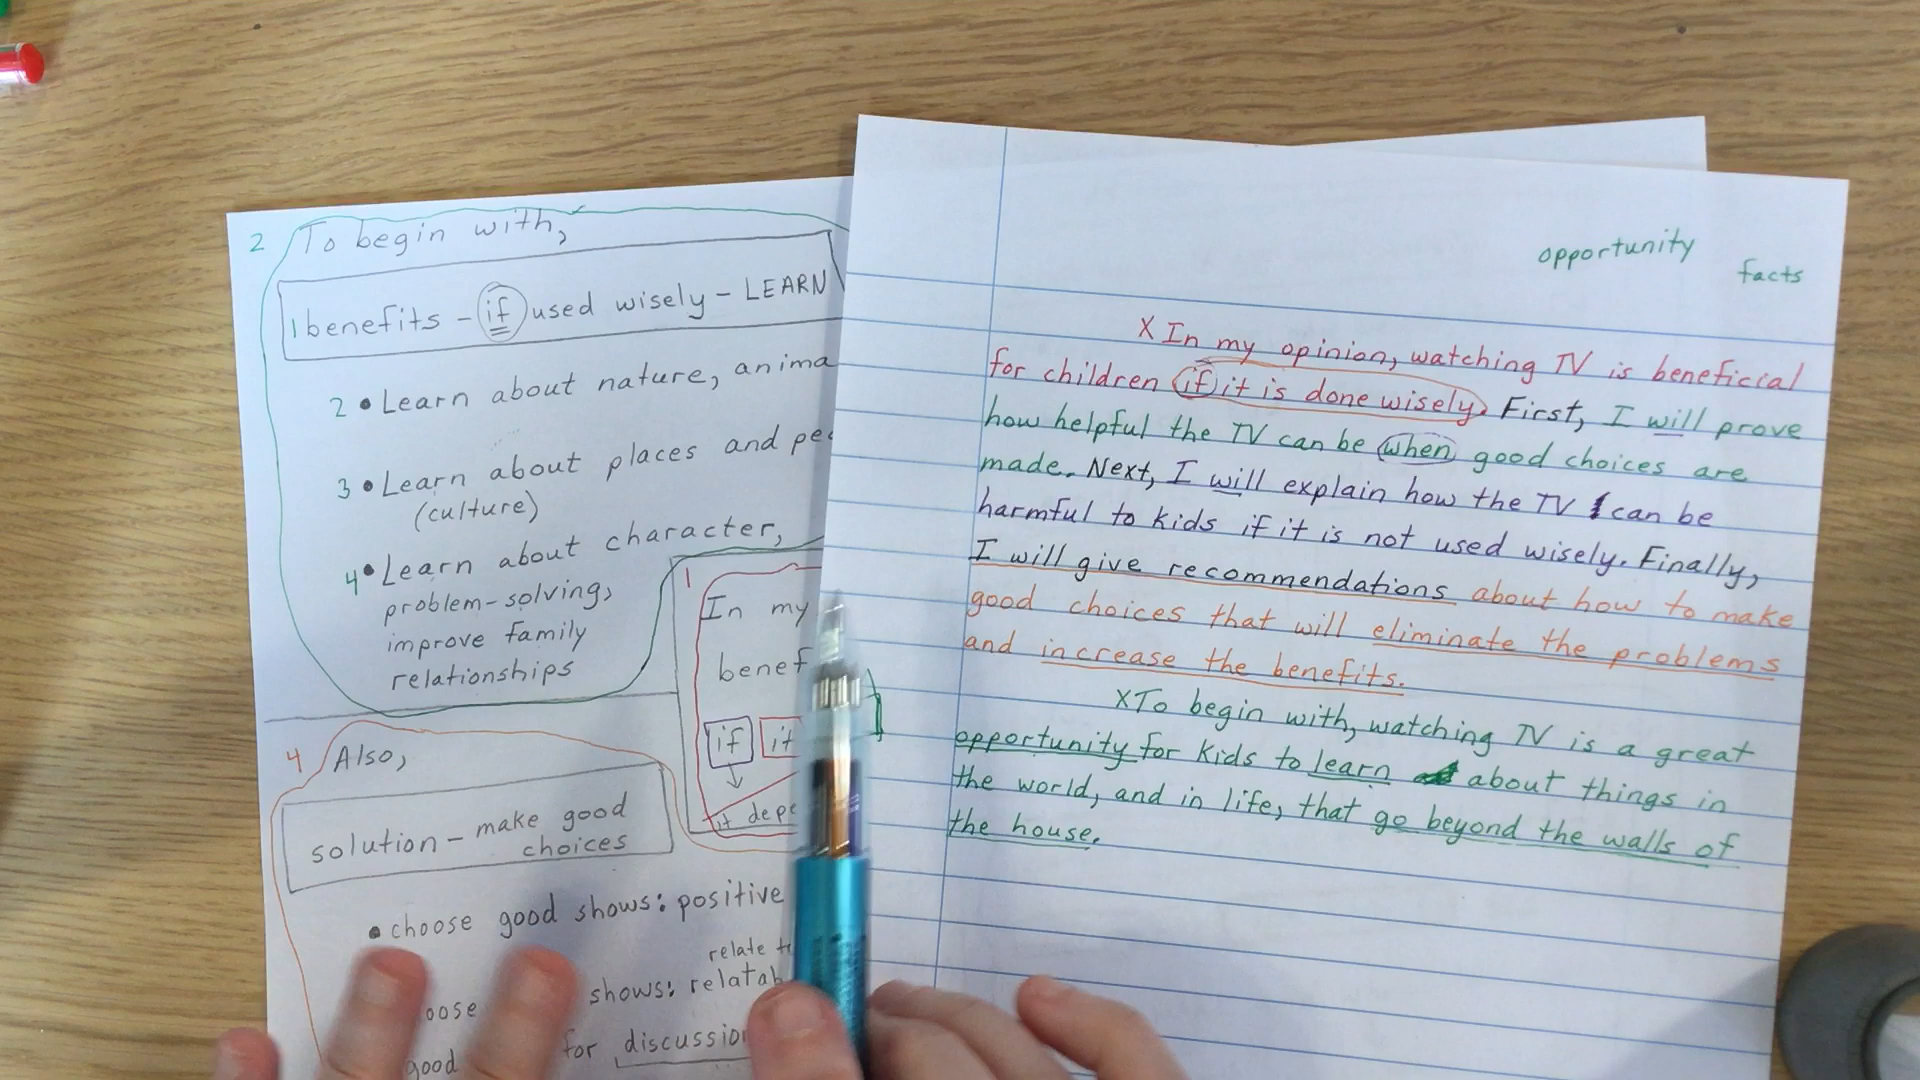 2 To begin with,
1 benefits - if used wisely - LEARN
2 • Learn about nature, anima
3 • Learn about places and peo
(culture)
4 • Learn about character,
problem-solving,
improve family
relationships
1
In my
benef
if it
it depe
4 Also,
solution - make good
choices
• choose good shows: positive
relate t
oose shows: relatab
good for discussion
opportunity
facts
X In my opinion, watching TV is beneficial
for children if it is done wisely. First, I will prove
how helpful the TV can be when good choices are
made. Next, I will explain how the TV can be
harmful to kids if it is not used wisely. Finally,
I will give recommendations about how to make
good choices that will eliminate the problems
and increase the benefits.
X To begin with, watching TV is a great
opportunity for kids to learn about things in
the world, and in life, that go beyond the walls of
the house.